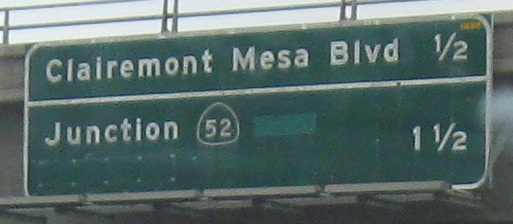 Clairemont Mesa Blvd ½
Junction 52 1 ½